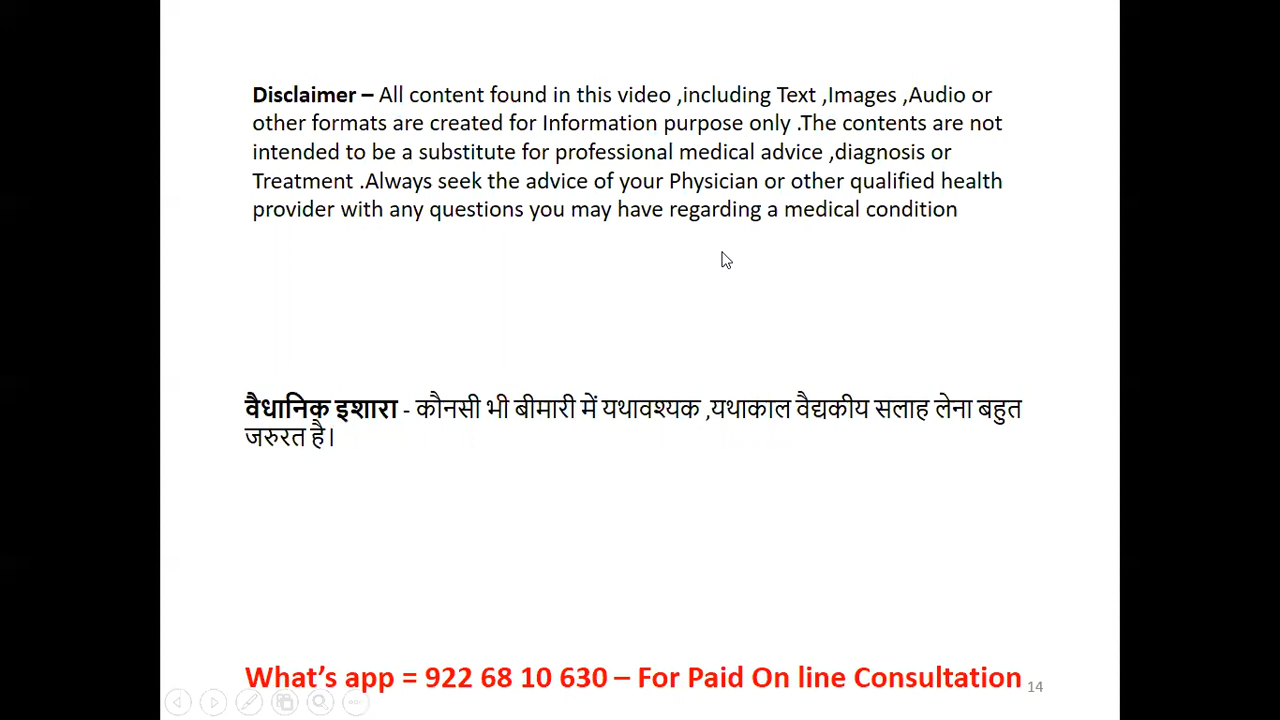 Disclaimer – All content found in this video ,including Text ,Images ,Audio or
other formats are created for Information purpose only .The contents are not
intended to be a substitute for professional medical advice ,diagnosis or
Treatment .Always seek the advice of your Physician or other qualified health
provider with any questions you may have regarding a medical condition
वैधानिक इशारा - कौनसी भी बीमारी में यथावश्यक ,यथाकाल वैद्यकीय सलाह लेना बहुत
जरुरत है।
What’s app = 922 68 10 630 – For Paid On line Consultation
14